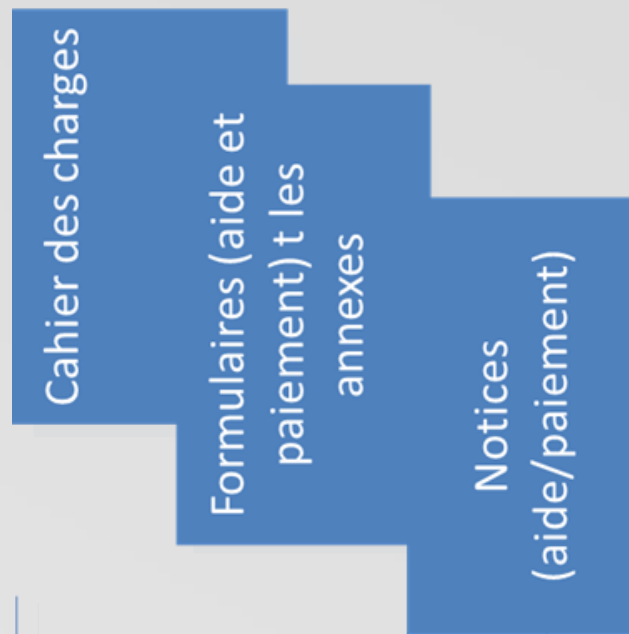 Cahier des charges
Formulaires (aide et
paiement) t les
annexes
Notices
(aide/paiement)